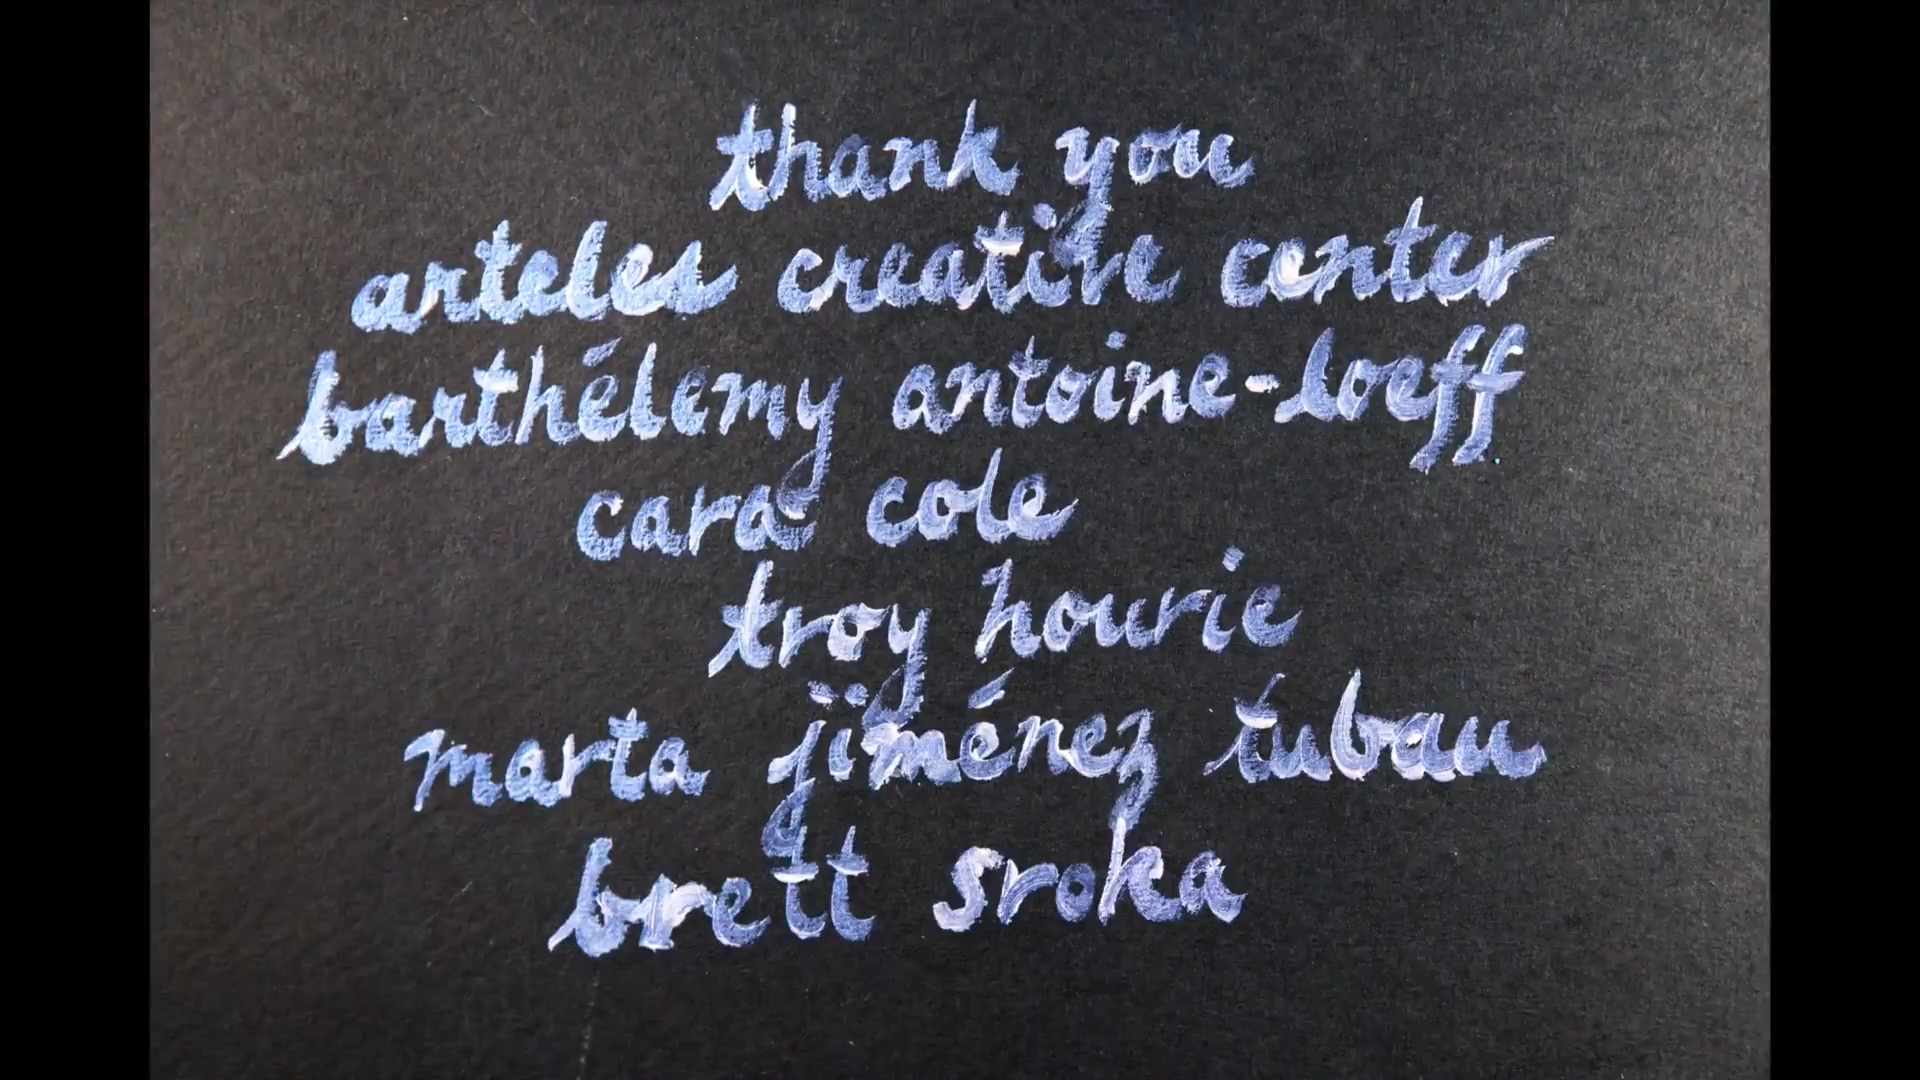 thank you
arteles creative center
barthélemy antoine-loeff
cara cole
troy hourie
marta jiménez tubau
brett sroka